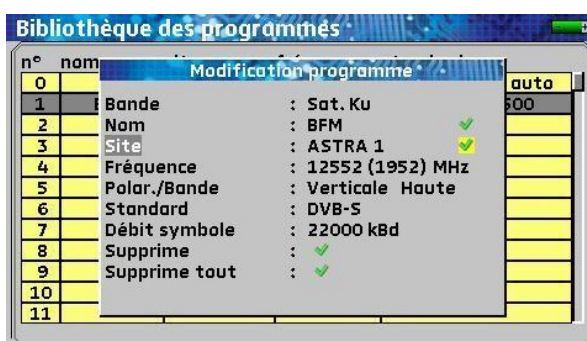 Bibliothèque des programmes
n° nom
Modification programme
0 auto
1
Bande : Sat. Ku
2 Nom : BFM
3 Site : ASTRA 1
4 Fréquence : 12552 (1952) MHz
5 Polar./Bande : Verticale Haute
6 Standard : DVB-S
7 Débit symbole : 22000 kBd
8 Supprime :
9 Supprime tout :
10
11